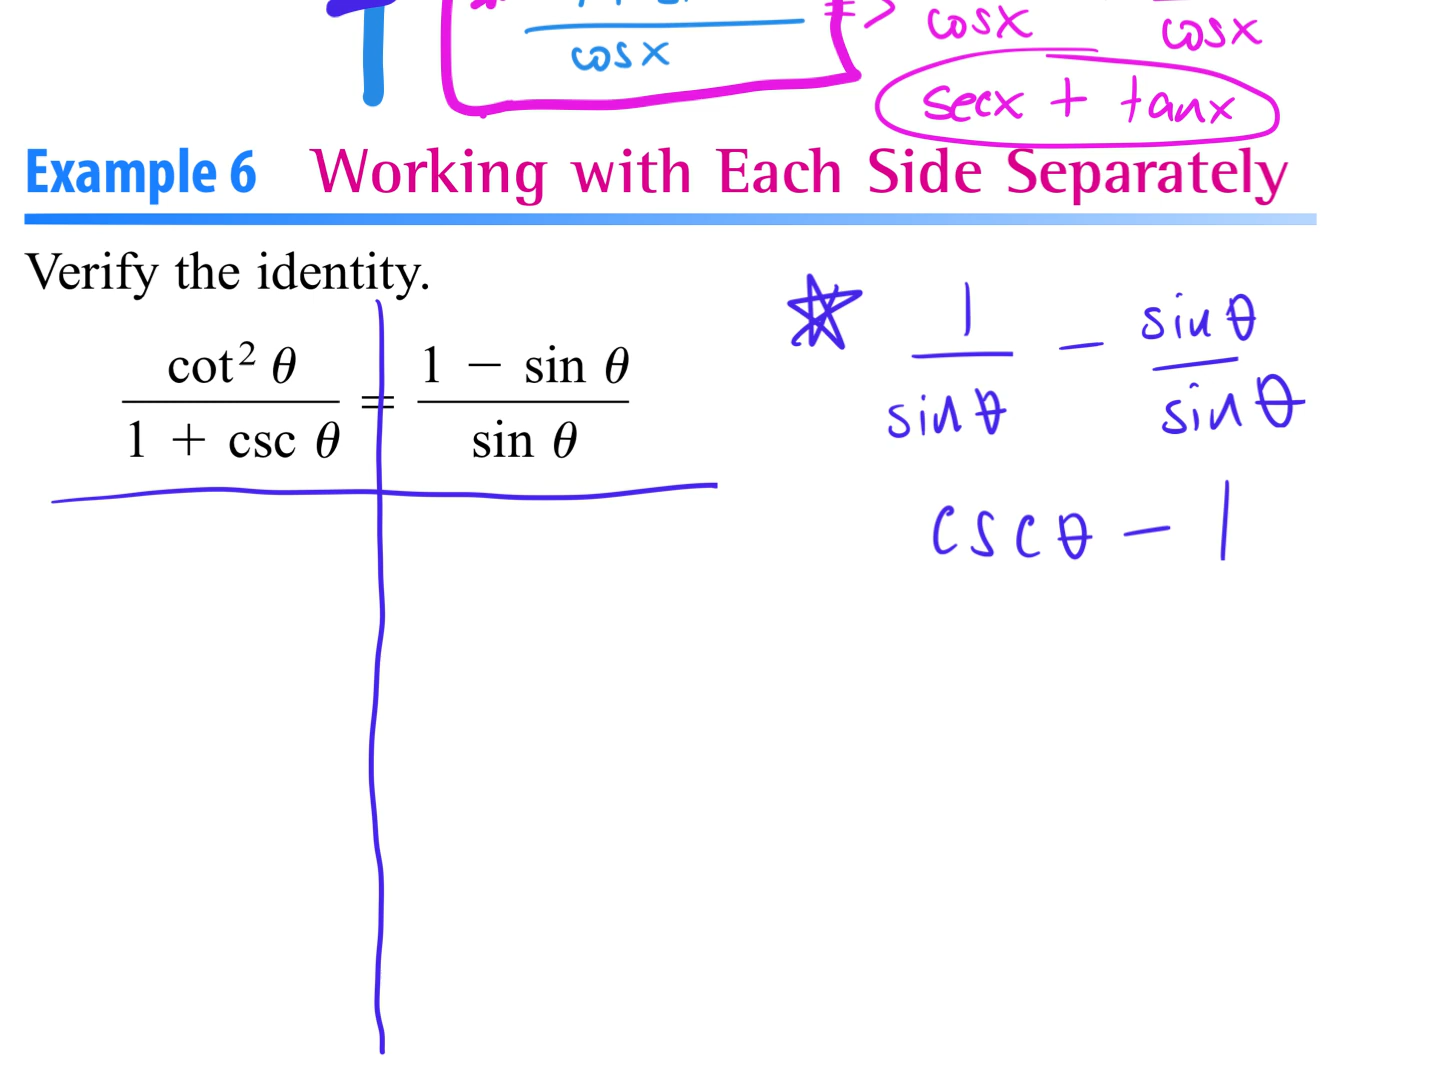 cos x
cosx cosx
secx + tanx
Example 6 Working with Each Side Separately
Verify the identity.
cot² θ / 1 + csc θ = 1 − sin θ / sin θ
1 / sin θ − sin θ / sin θ
csc θ − 1